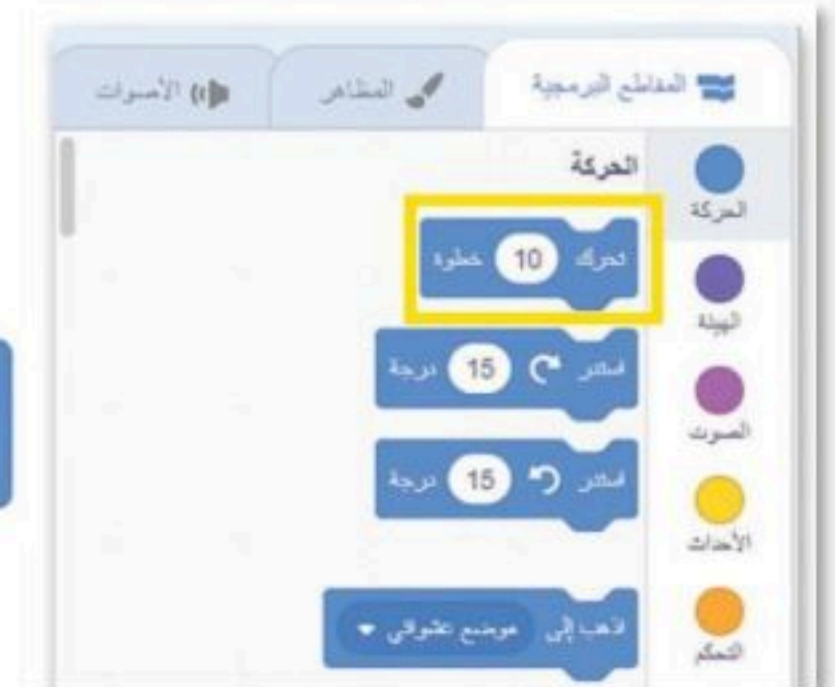 المقاطع البرمجية
المظاهر
الأصوات
الحركة
الحركة
تحرك 10 خطوة
الهيئة
استدر 15 درجة
الصوت
استدر 15 درجة
الأحداث
اذهب إلى موضع عشوائي
التحكم